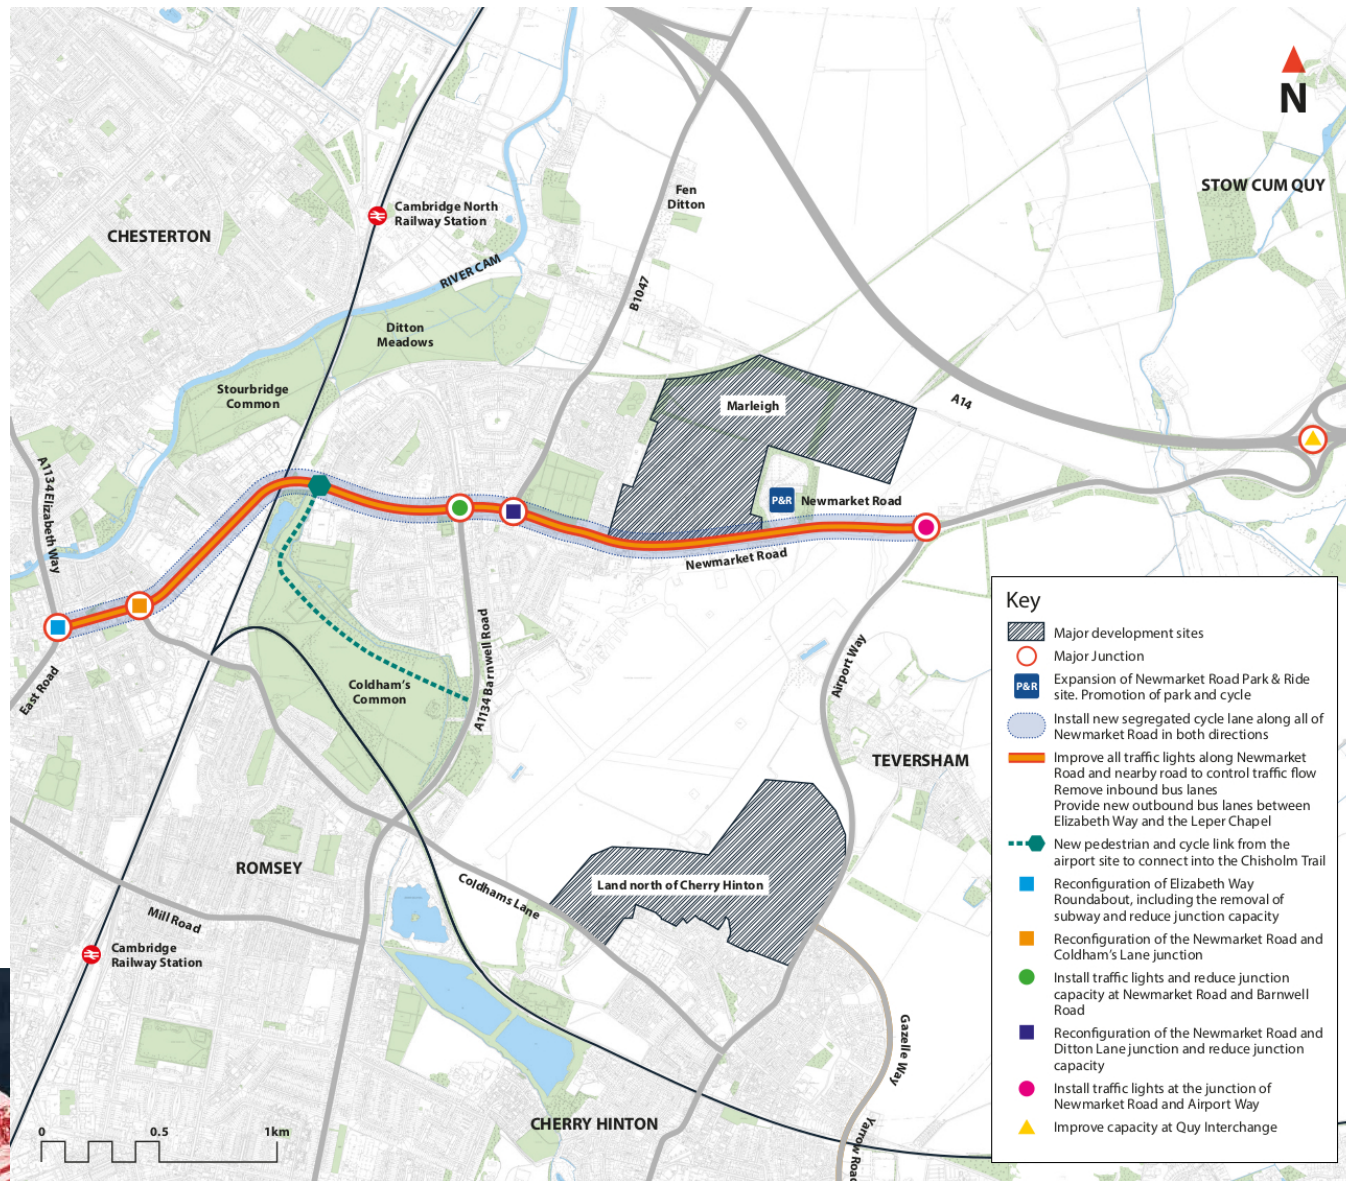 N
STOW CUM QUY
Fen
Ditton
Cambridge North
Railway Station
CHESTERTON
RIVER CAM
B1047
Ditton
Meadows
Stourbridge
Common
Marleigh
A14
A1134 Elizabeth Way
P&R
Newmarket Road
Newmarket Road
East Road
A1134 Barnwell Road
Coldham's
Common
Airport Way
TEVERSHAM
ROMSEY
Coldhams Lane
Land north of Cherry Hinton
Mill Road
Cambridge
Railway Station
Gazelle Way
CHERRY HINTON
Yarrow Road
0 0.5 1km
Key
Major development sites
Major Junction
P&R
Expansion of Newmarket Road Park & Ride
site. Promotion of park and cycle
Install new segregated cycle lane along all of
Newmarket Road in both directions
Improve all traffic lights along Newmarket
Road and nearby road to control traffic flow
Remove inbound bus lanes
Provide new outbound bus lanes between
Elizabeth Way and the Leper Chapel
New pedestrian and cycle link from the
airport site to connect into the Chisholm Trail
Reconfiguration of Elizabeth Way
Roundabout, including the removal of
subway and reduce junction capacity
Reconfiguration of the Newmarket Road and
Coldham's Lane junction
Install traffic lights and reduce junction
capacity at Newmarket Road and Barnwell
Road
Reconfiguration of the Newmarket Road and
Ditton Lane junction and reduce junction
capacity
Install traffic lights at the junction of
Newmarket Road and Airport Way
Improve capacity at Quy Interchange